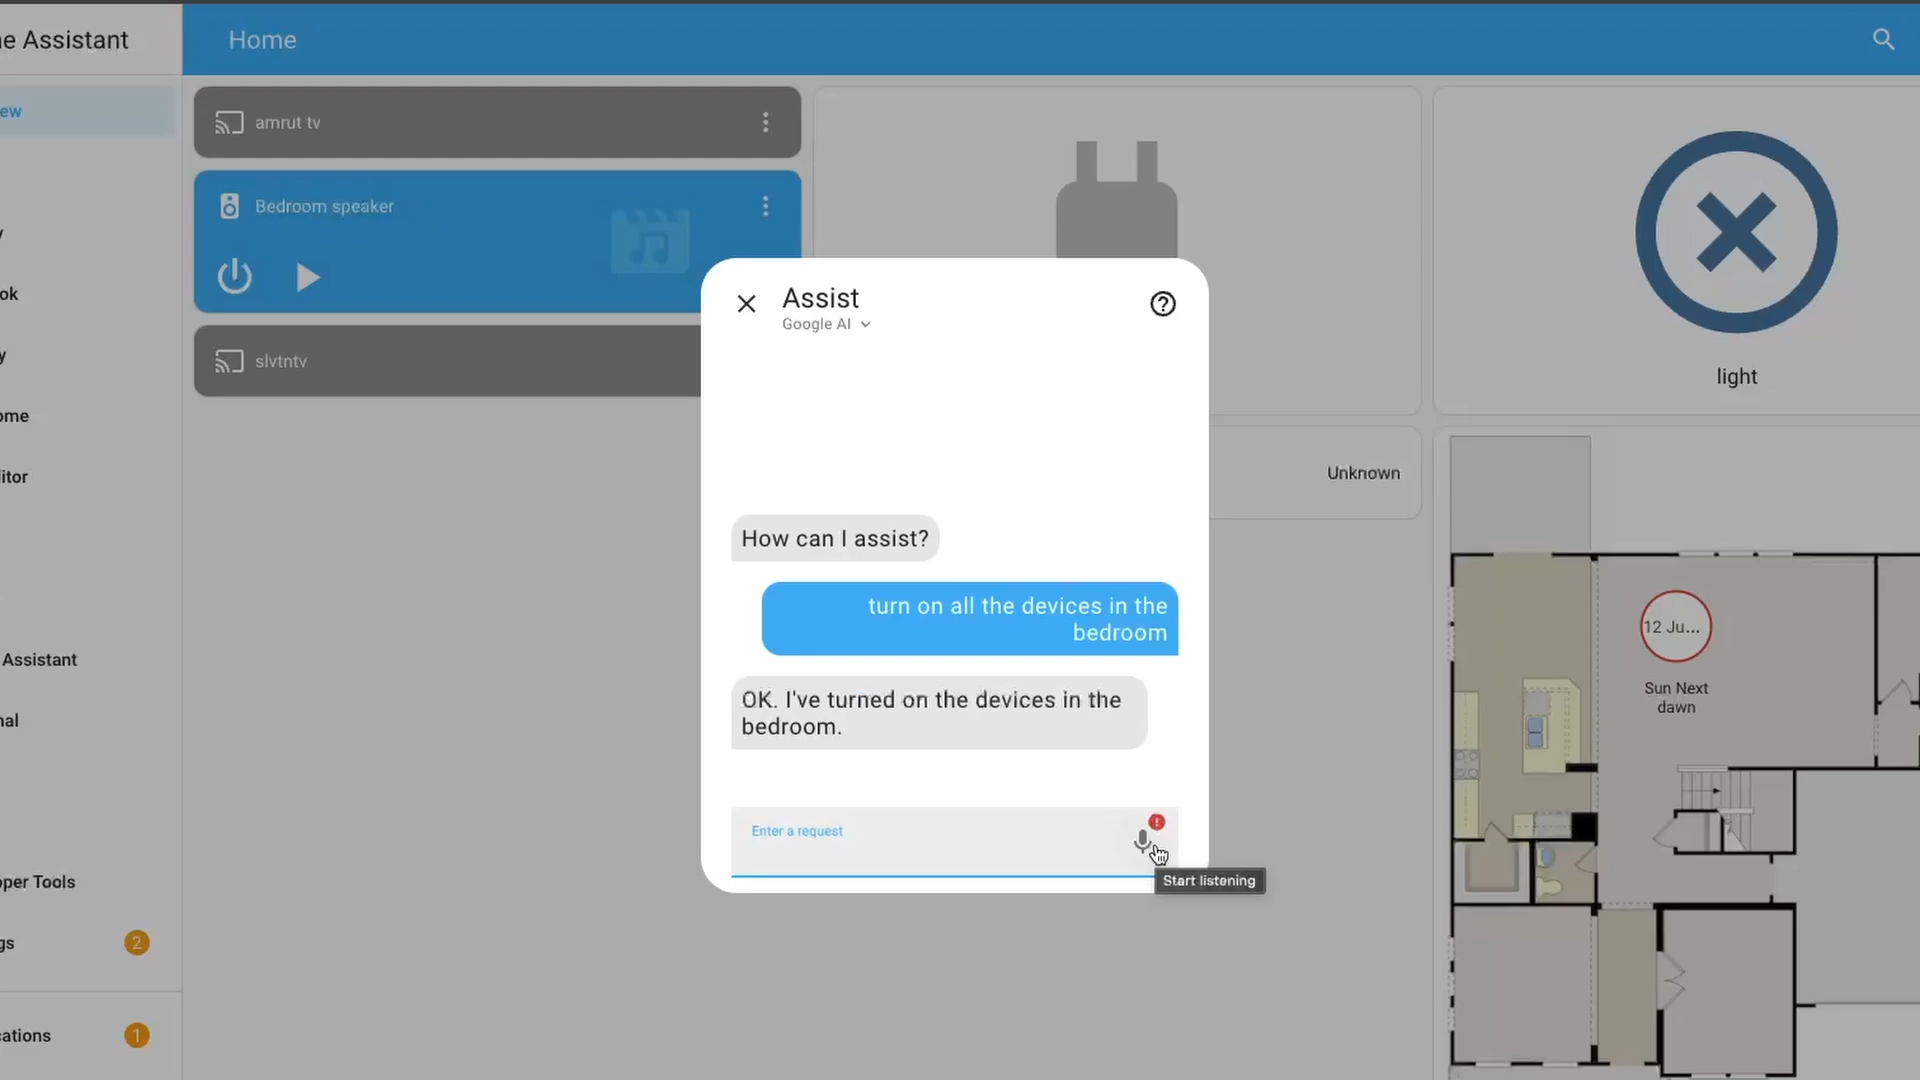 e Assistant
Home
ew
amrut tv
Bedroom speaker
slvtntv
y
ok
y
ome
itor
Assistant
nal
per Tools
gs
2
cations
1
Assist
Google AI
How can I assist?
turn on all the devices in the
bedroom
OK. I've turned on the devices in the
bedroom.
Enter a request
Start listening
light
Unknown
12 Ju...
Sun Next
dawn